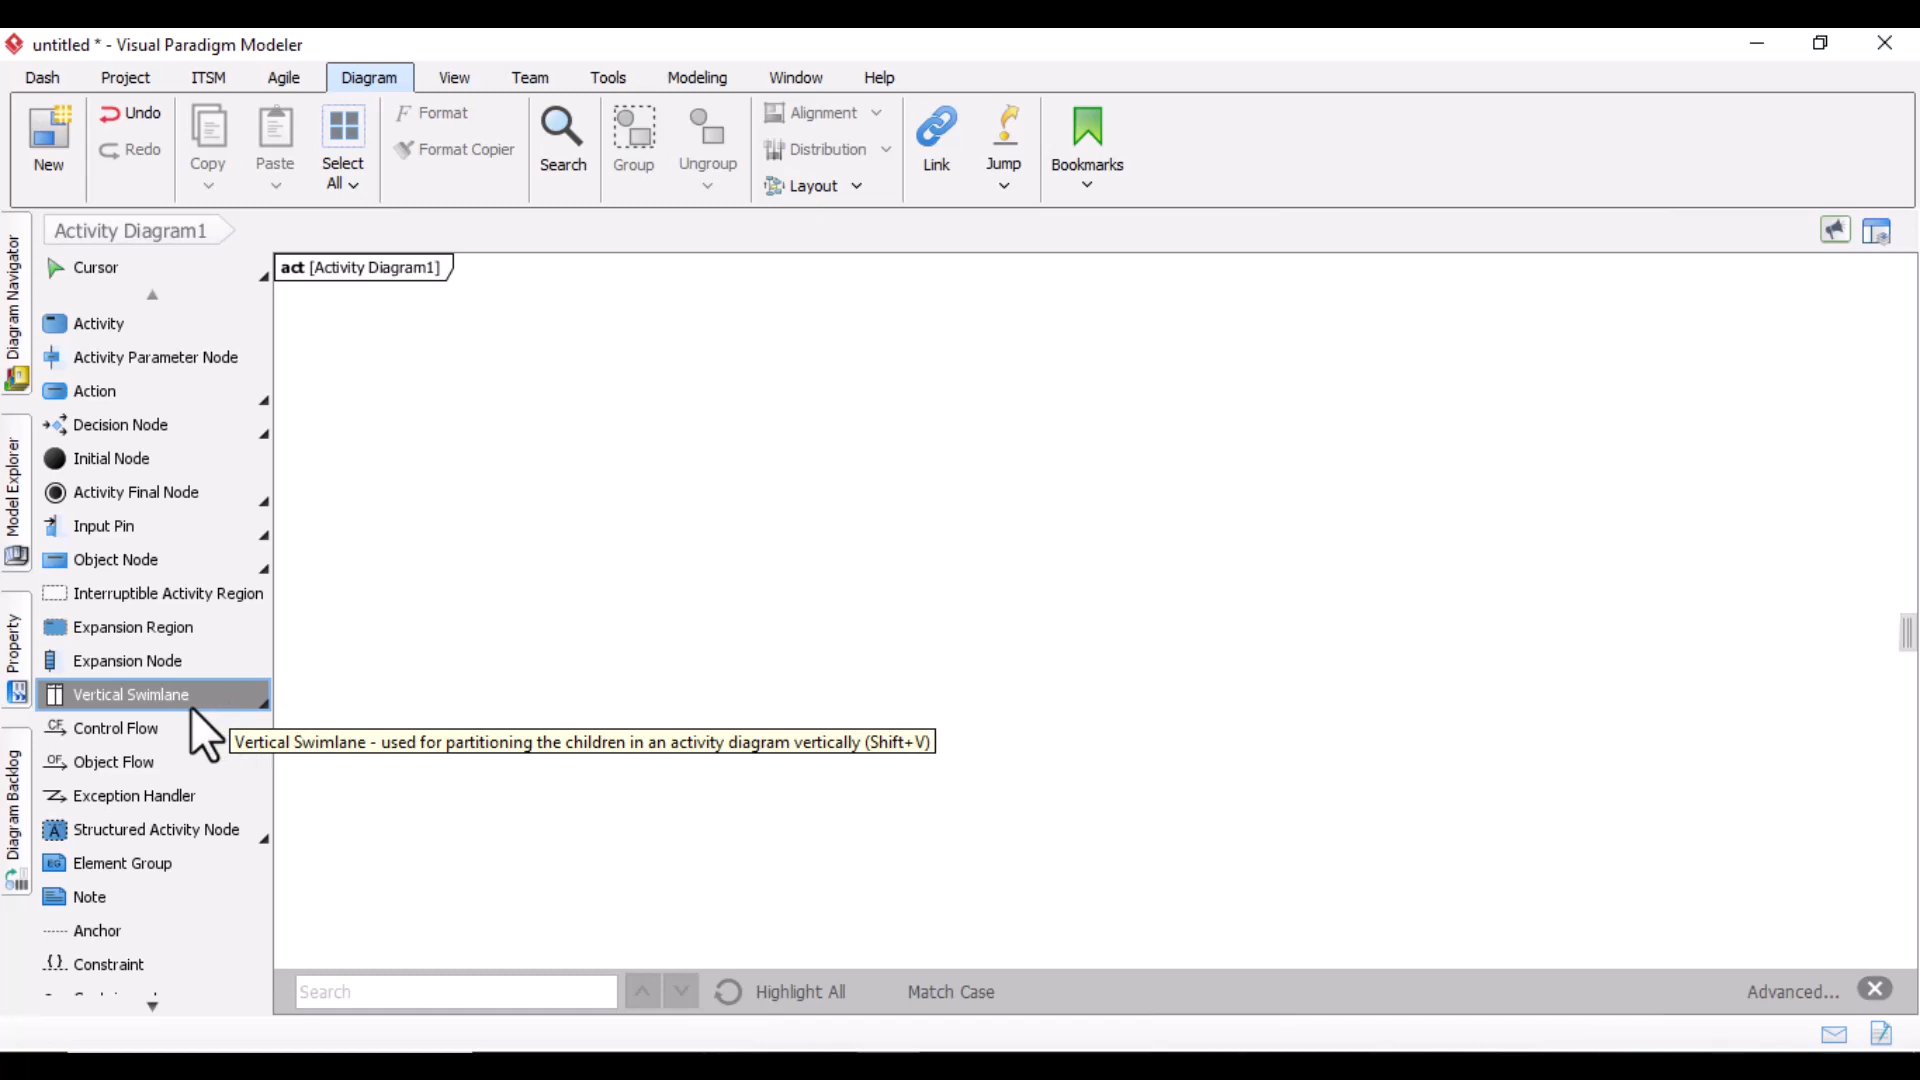 untitled * - Visual Paradigm Modeler
Dash Project ITSM Agile Diagram View Team Tools Modeling Window Help
New
Undo
Redo
Copy
Paste
Select All
Format
Format Copier
Search
Group
Ungroup
Alignment
Distribution
Layout
Link
Jump
Bookmarks
Activity Diagram1
Diagram Navigator
Model Explorer
Property
Diagram Backlog
Cursor
act [Activity Diagram1]
Activity
Activity Parameter Node
Action
Decision Node
Initial Node
Activity Final Node
Input Pin
Object Node
Interruptible Activity Region
Expansion Region
Expansion Node
Vertical Swimlane
CF Control Flow
Vertical Swimlane - used for partitioning the children in an activity diagram vertically (Shift+V)
OF Object Flow
Exception Handler
A Structured Activity Node
EG Element Group
Note
Anchor
{} Constraint
Search
Highlight All
Match Case
Advanced...